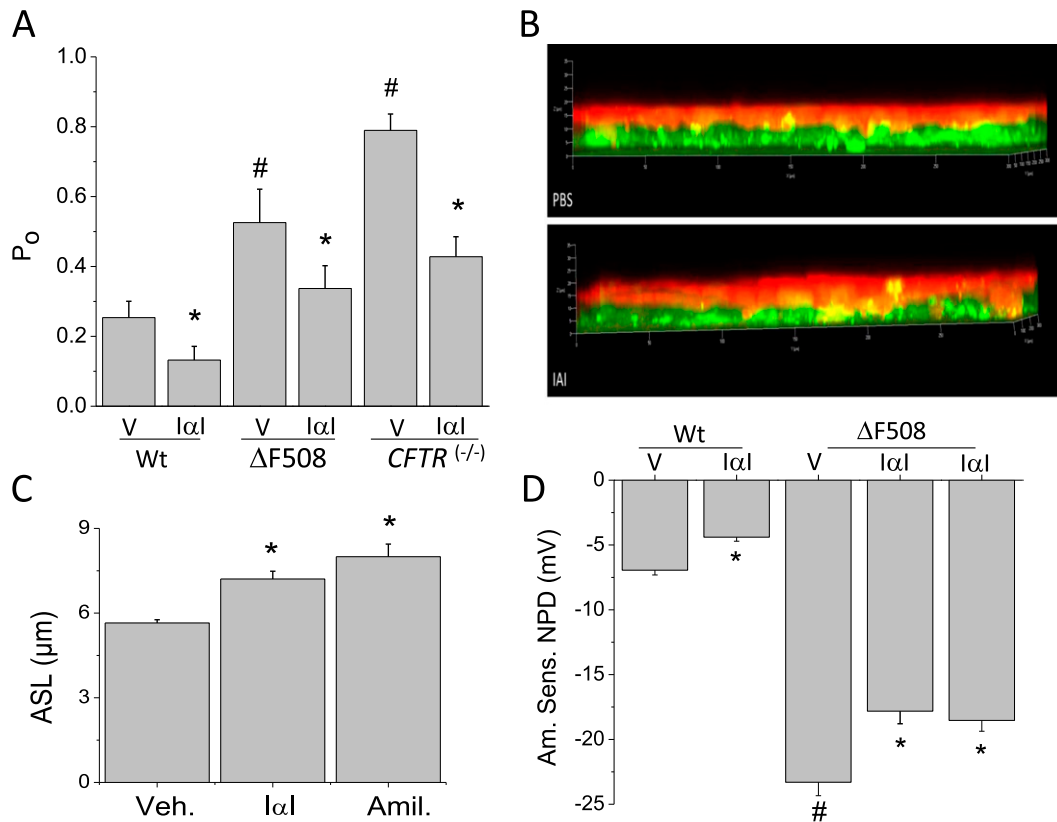 A
B
1.0
0.8
0.6
0.4
0.2
0.0
Po
#
#
*
*
*
V IαI V IαI V IαI
Wt ΔF508 CFTR (-/-)
PBS
IAI
C
9
6
3
0
ASL (µm)
*
*
Veh. IαI Amil.
D
Wt ΔF508
V IαI V IαI IαI
0
-5
-10
-15
-20
-25
Am. Sens. NPD (mV)
*
*
*
#